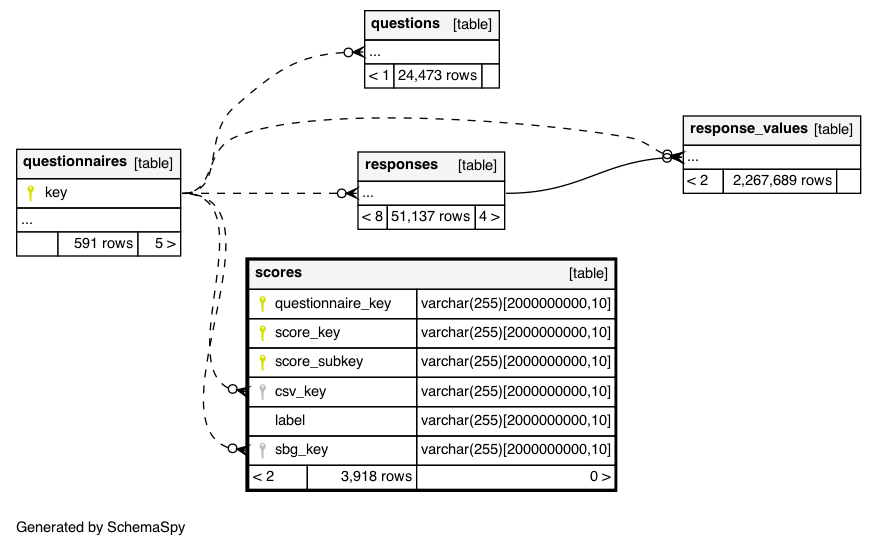 questions [table]
...
< 1 24,473 rows
response_values [table]
...
< 2 2,267,689 rows
questionnaires [table]
key
...
591 rows 5 >
responses [table]
...
< 8 51,137 rows 4 >
scores [table]
questionnaire_key varchar(255)[2000000000,10]
score_key varchar(255)[2000000000,10]
score_subkey varchar(255)[2000000000,10]
csv_key varchar(255)[2000000000,10]
label varchar(255)[2000000000,10]
sbg_key varchar(255)[2000000000,10]
< 2 3,918 rows 0 >
Generated by SchemaSpy